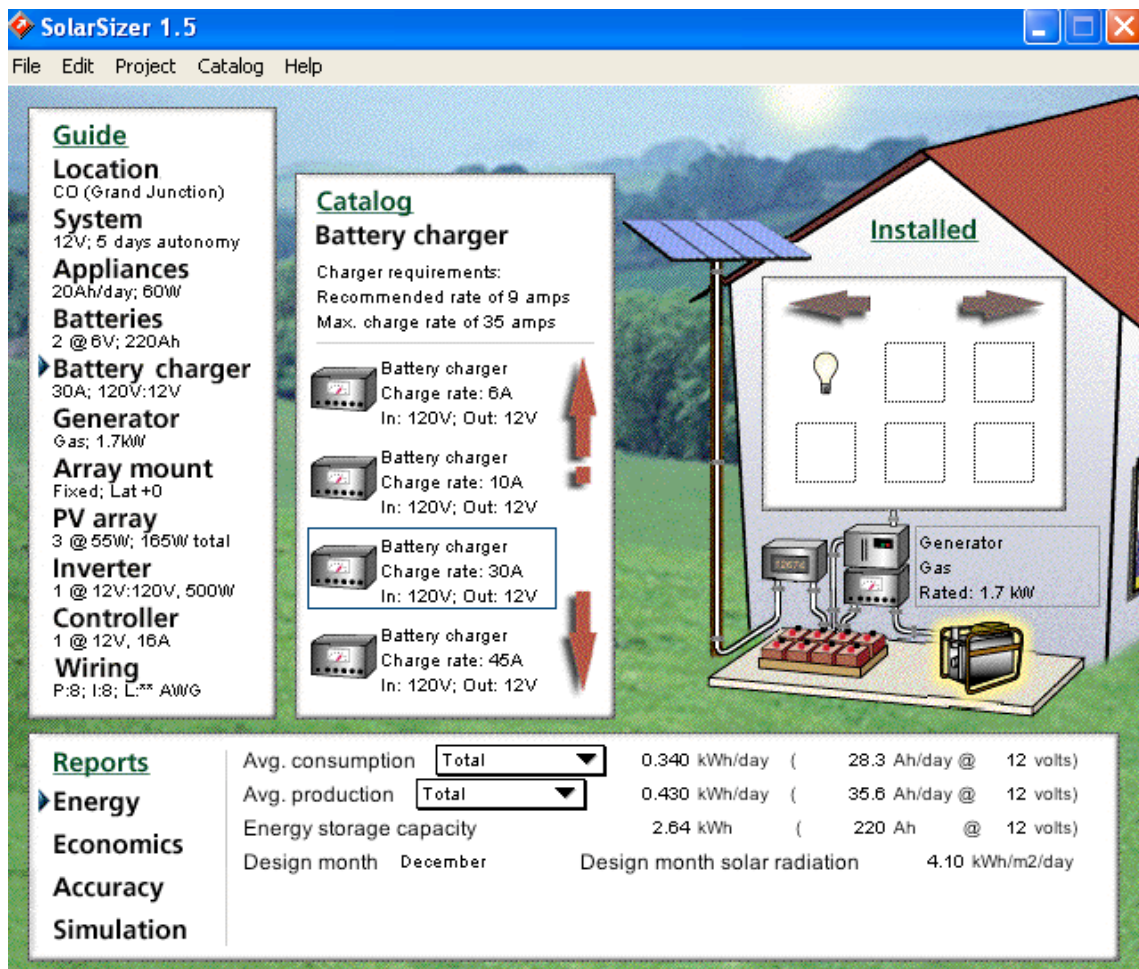 SolarSizer 1.5
File Edit Project Catalog Help
Guide
Location
CO (Grand Junction)
System
12V; 5 days autonomy
Appliances
20Ah/day; 60W
Batteries
2 @ 6V; 220Ah
Battery charger
30A; 120V:12V
Generator
Gas; 1.7kW
Array mount
Fixed; Lat +0
PV array
3 @ 55W; 165W total
Inverter
1 @ 12V:120V, 500W
Controller
1 @ 12V, 16A
Wiring
P:8; I:8; L:** AWG
Catalog
Battery charger
Charger requirements:
Recommended rate of 9 amps
Max. charge rate of 35 amps
Battery charger
Charge rate: 6A
In: 120V; Out: 12V
Battery charger
Charge rate: 10A
In: 120V; Out: 12V
Battery charger
Charge rate: 30A
In: 120V; Out: 12V
Battery charger
Charge rate: 45A
In: 120V; Out: 12V
Installed
Generator
Gas
Rated: 1.7 kW
Reports
Energy
Economics
Accuracy
Simulation
Avg. consumption Total 0.340 kWh/day ( 28.3 Ah/day @ 12 volts)
Avg. production Total 0.430 kWh/day ( 35.6 Ah/day @ 12 volts)
Energy storage capacity 2.64 kWh ( 220 Ah @ 12 volts)
Design month December Design month solar radiation 4.10 kWh/m2/day